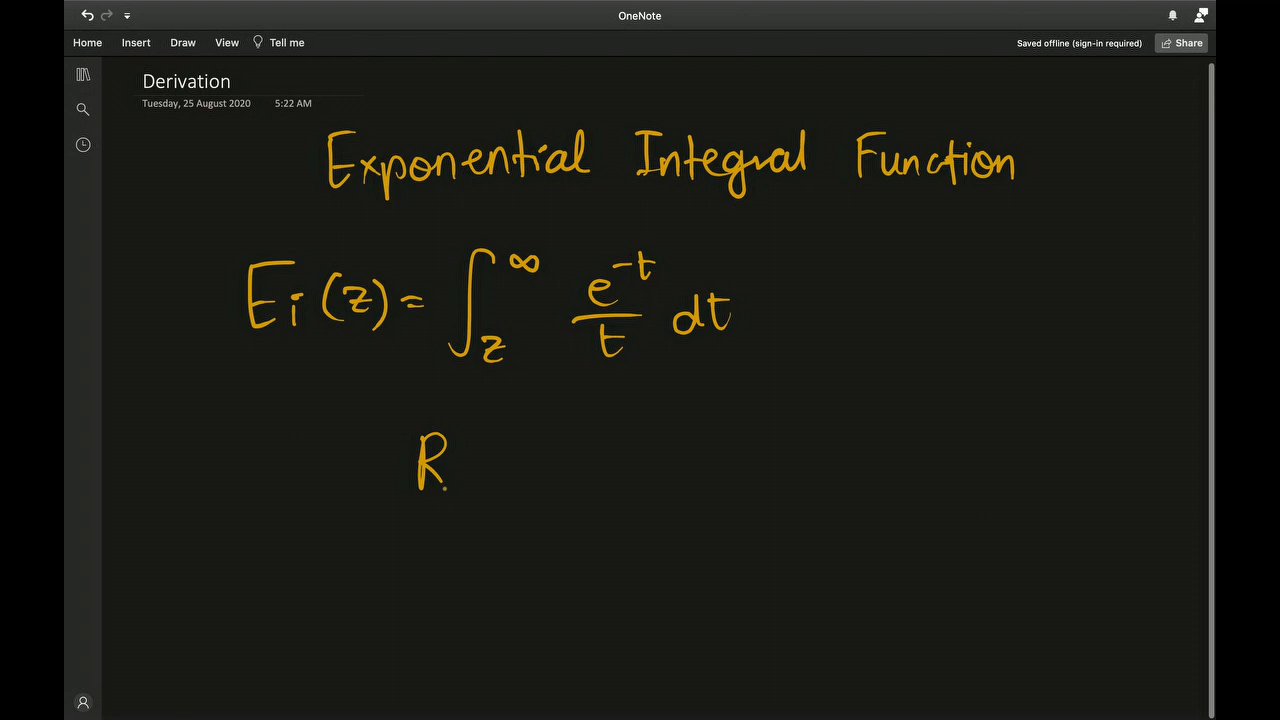 OneNote
Home Insert Draw View Tell me Saved offline (sign-in required) Share
Derivation
Tuesday, 25 August 2020 5:22 AM
Exponential Integral Function
Ei (z) = ∫_z^∞ e^{-t}/t dt
R